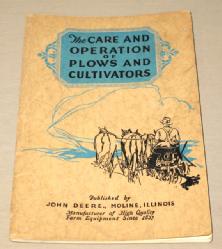 The CARE AND
OPERATION
OF
PLOWS AND
CULTIVATORS
Published by
JOHN DEERE, MOLINE, ILLINOIS
Manufacturer of High Quality
Farm Equipment Since 1837